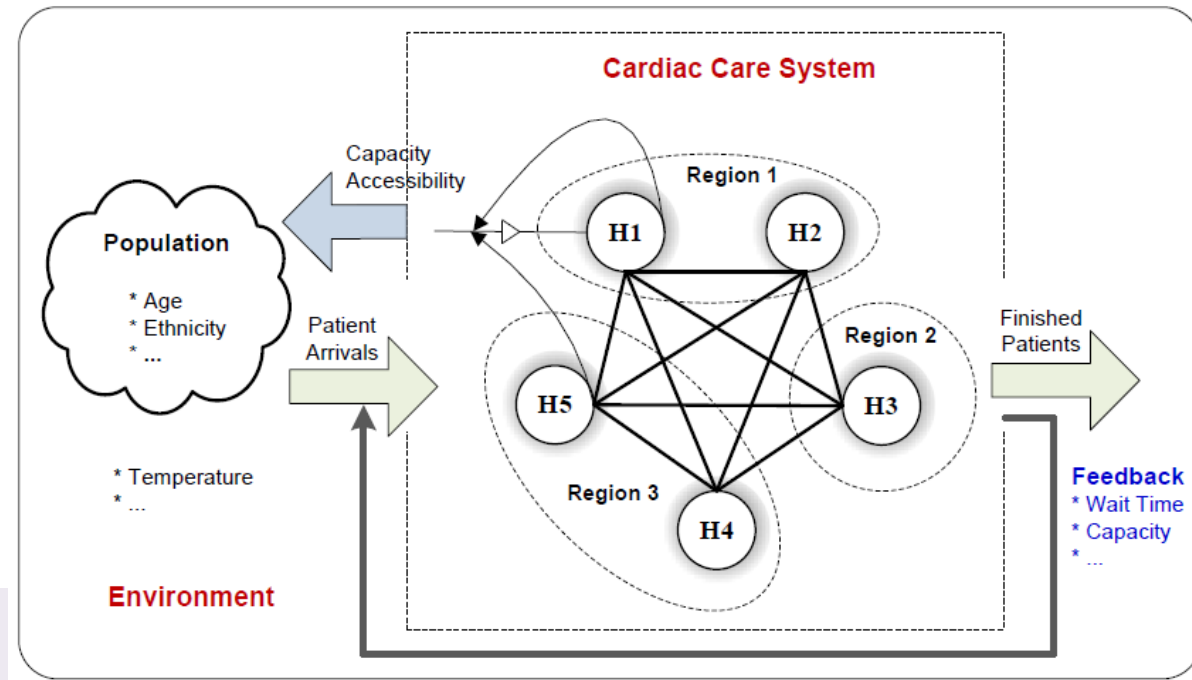 Cardiac Care System
Capacity
Accessibility
Region 1
Population
* Age
* Ethnicity
* ...
H1
H2
Patient
Arrivals
Region 2
Finished
Patients
H5
H3
* Temperature
* ...
Region 3
H4
Feedback
* Wait Time
* Capacity
* ...
Environment